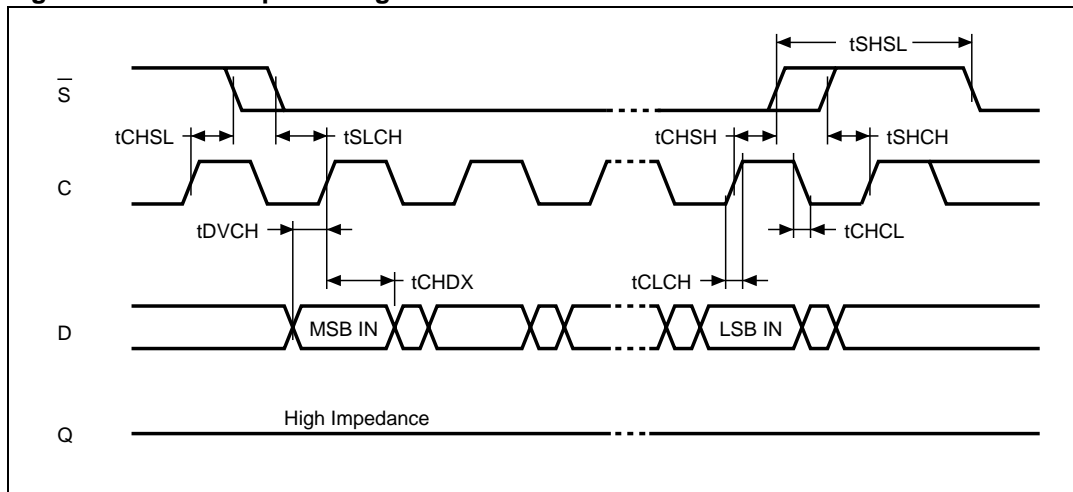 tSHSL
S̅
tCHSL
tSLCH
tCHSH
tSHCH
C
tDVCH
tCHCL
tCHDX
tCLCH
D
MSB IN
LSB IN
High Impedance
Q